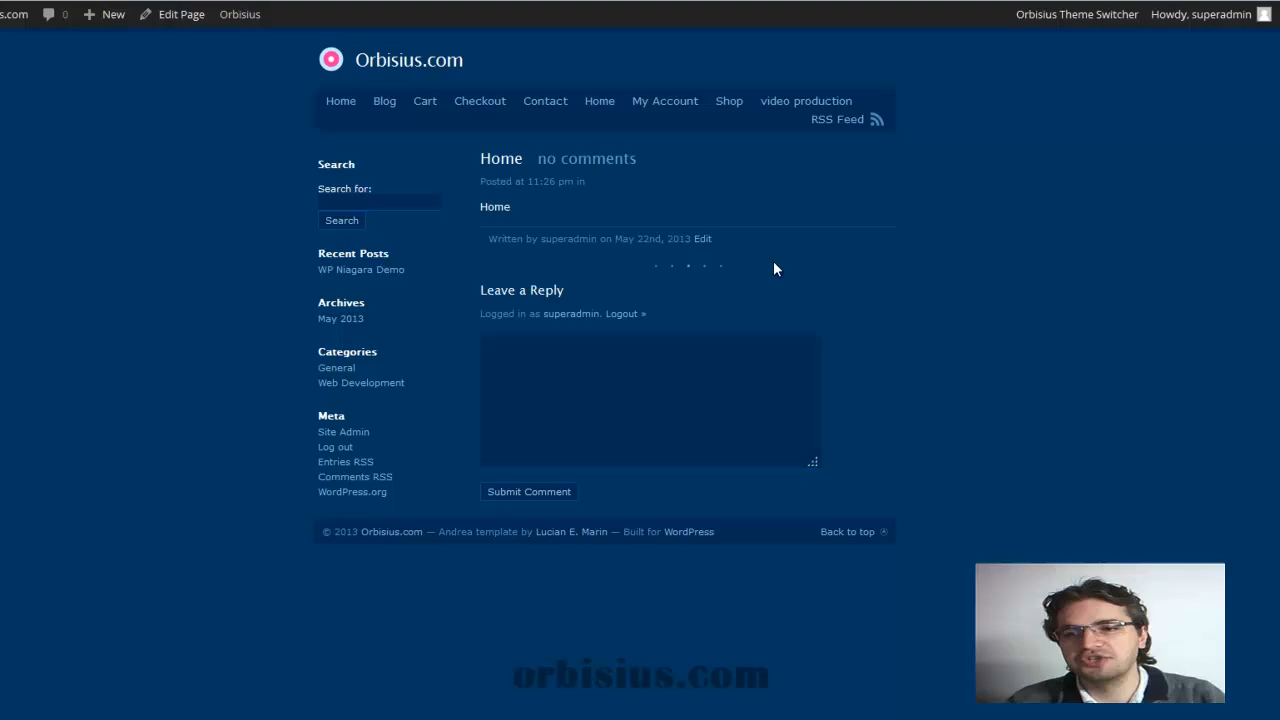 s.com 0 New Edit Page Orbisius Orbisius Theme Switcher Howdy, superadmin
Orbisius.com
Home Blog Cart Checkout Contact Home My Account Shop video production
RSS Feed
Search
Search for:
Search
Recent Posts
WP Niagara Demo
Archives
May 2013
Categories
General
Web Development
Meta
Site Admin
Log out
Entries RSS
Comments RSS
WordPress.org
Home no comments
Posted at 11:26 pm in
Home
Written by superadmin on May 22nd, 2013 Edit
Leave a Reply
Logged in as superadmin. Logout »
Submit Comment
© 2013 Orbisius.com — Andrea template by Lucian E. Marin — Built for WordPress Back to top
orbisius.com